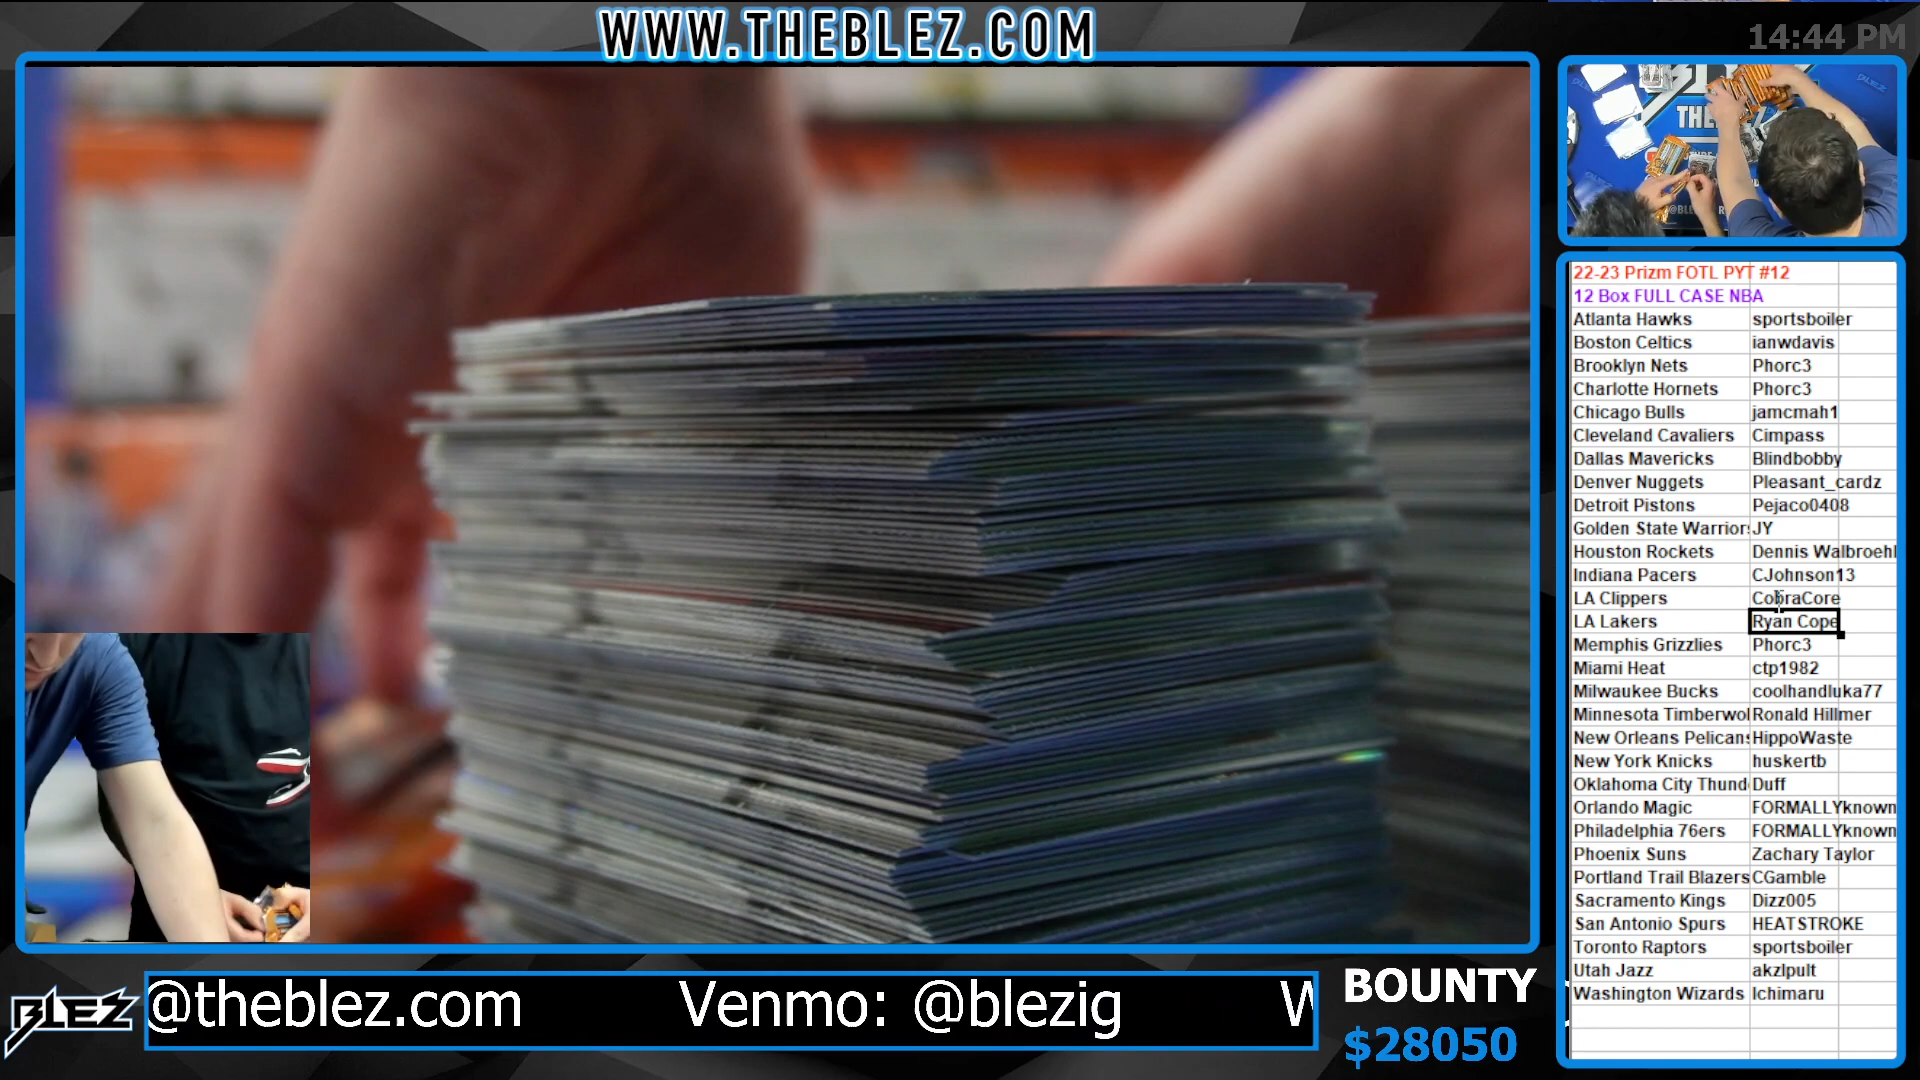 WWW.THEBLEZ.COM
14:44 PM
THE
22-23 Prizm FOTL PYT #12
12 Box FULL CASE NBA
Atlanta Hawks sportsboiler
Boston Celtics ianwdavis
Brooklyn Nets Phorc3
Charlotte Hornets Phorc3
Chicago Bulls jamcmah1
Cleveland Cavaliers Cimpass
Dallas Mavericks Blindbobby
Denver Nuggets Pleasant_cardz
Detroit Pistons Pejaco0408
Golden State Warriors JY
Houston Rockets Dennis Walbroehl
Indiana Pacers CJohnson13
LA Clippers CobraCore
LA Lakers Ryan Cope
Memphis Grizzlies Phorc3
Miami Heat ctp1982
Milwaukee Bucks coolhandluka77
Minnesota Timberwol Ronald Hillmer
New Orleans Pelicans HippoWaste
New York Knicks huskertb
Oklahoma City Thund Duff
Orlando Magic FORMALLYknown
Philadelphia 76ers FORMALLYknown
Phoenix Suns Zachary Taylor
Portland Trail Blazers CGamble
Sacramento Kings Dizz005
San Antonio Spurs HEATSTROKE
Toronto Raptors sportsboiler
Utah Jazz akzlpult
Washington Wizards Ichimaru
BLEZ
@theblez.com Venmo: @blezig W
BOUNTY
$28050